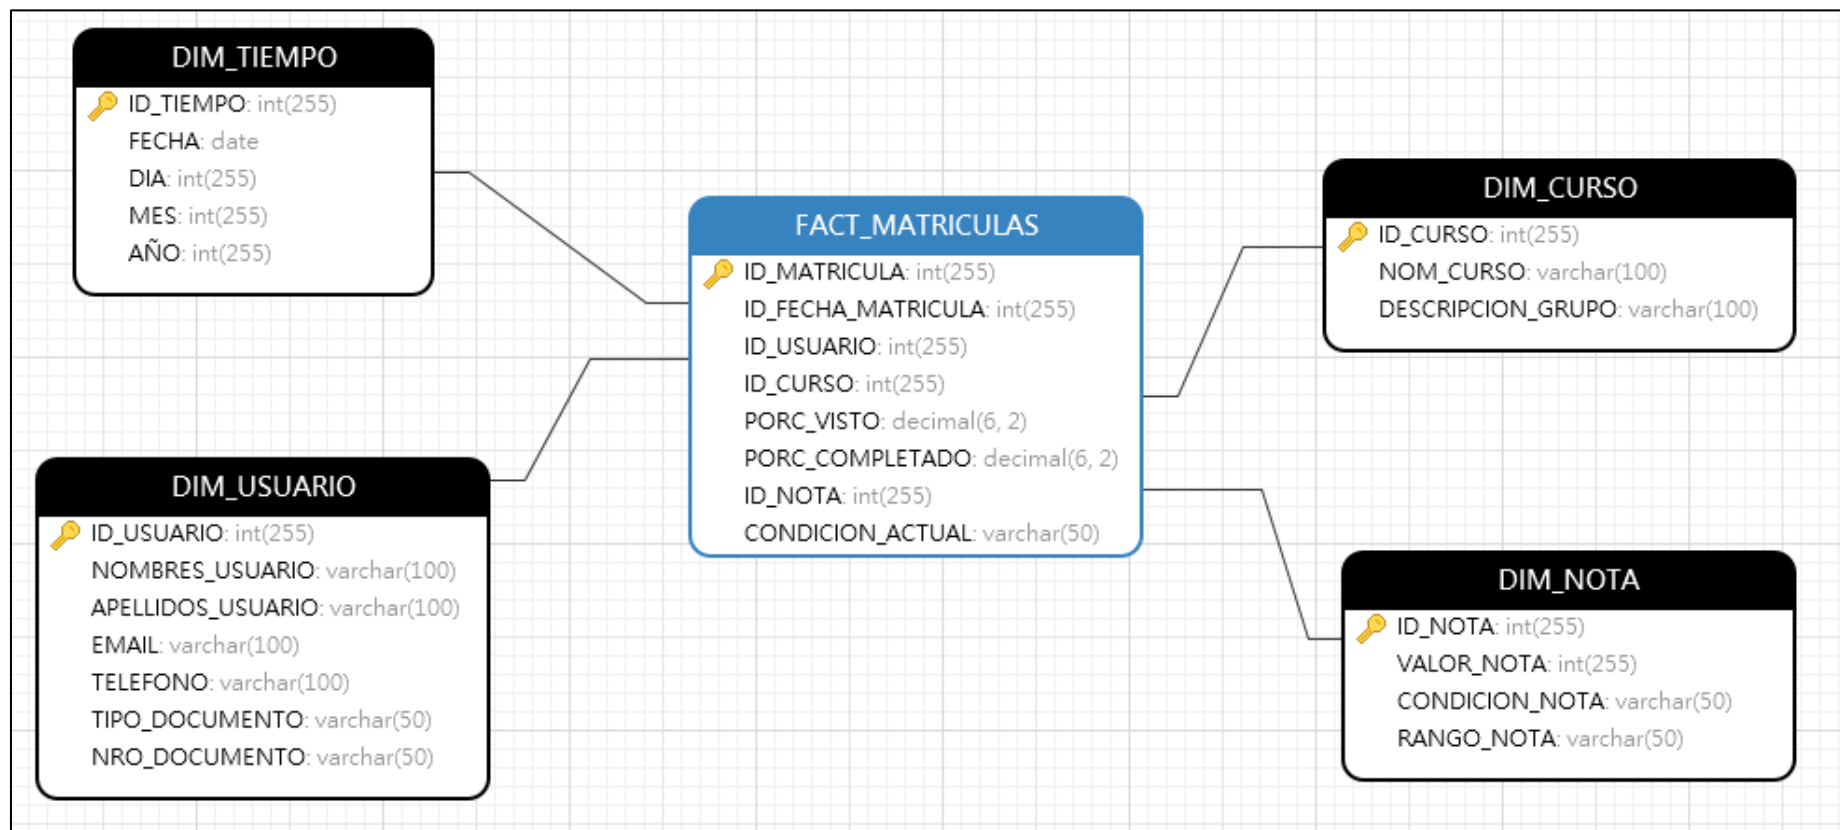 DIM_TIEMPO
ID_TIEMPO: int(255)
FECHA: date
DIA: int(255)
MES: int(255)
AÑO: int(255)
DIM_USUARIO
ID_USUARIO: int(255)
NOMBRES_USUARIO: varchar(100)
APELLIDOS_USUARIO: varchar(100)
EMAIL: varchar(100)
TELEFONO: varchar(100)
TIPO_DOCUMENTO: varchar(50)
NRO_DOCUMENTO: varchar(50)
FACT_MATRICULAS
ID_MATRICULA: int(255)
ID_FECHA_MATRICULA: int(255)
ID_USUARIO: int(255)
ID_CURSO: int(255)
PORC_VISTO: decimal(6, 2)
PORC_COMPLETADO: decimal(6, 2)
ID_NOTA: int(255)
CONDICION_ACTUAL: varchar(50)
DIM_CURSO
ID_CURSO: int(255)
NOM_CURSO: varchar(100)
DESCRIPCION_GRUPO: varchar(100)
DIM_NOTA
ID_NOTA: int(255)
VALOR_NOTA: int(255)
CONDICION_NOTA: varchar(50)
RANGO_NOTA: varchar(50)